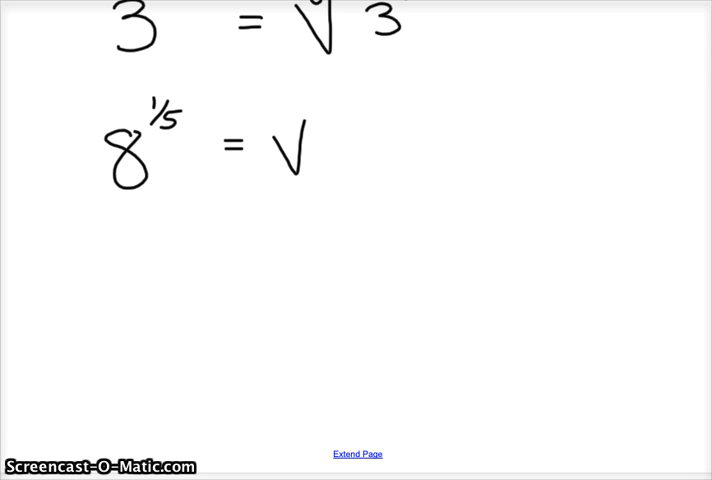 3 = √3
8^1/5 = √
Extend Page
Screencast-O-Matic.com